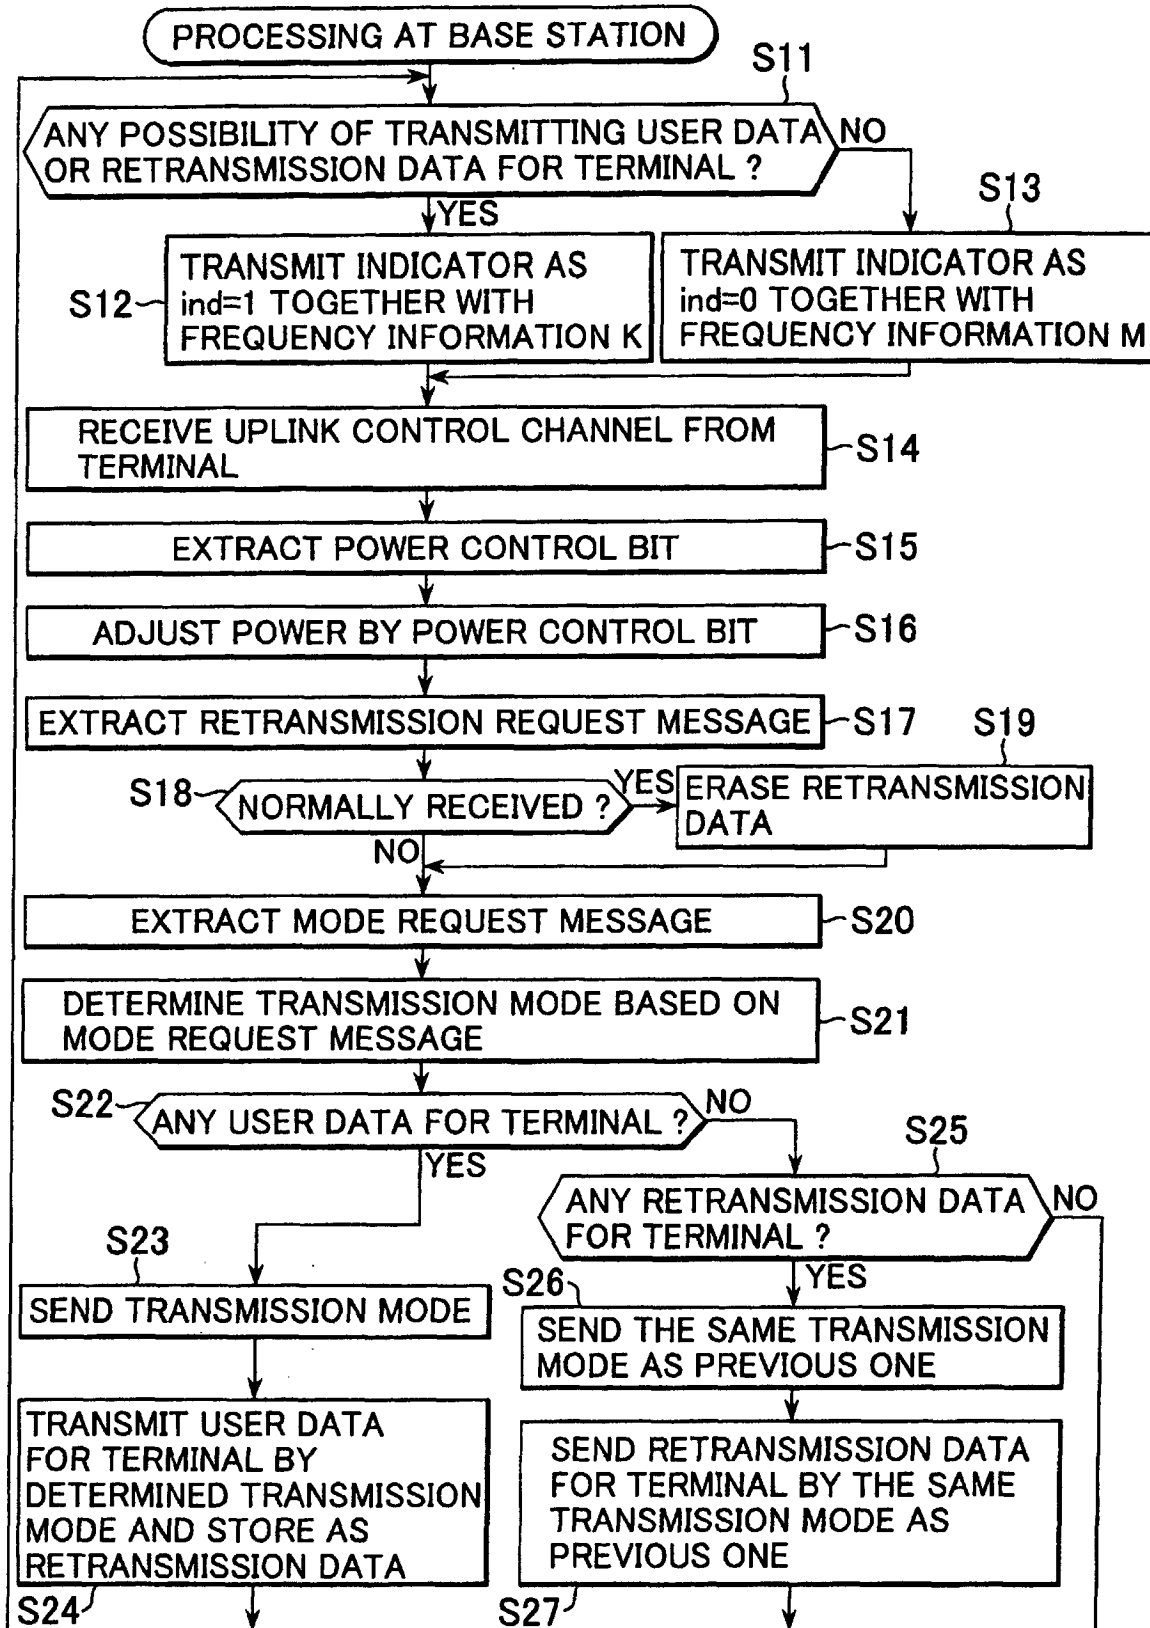 PROCESSING AT BASE STATION
S11
ANY POSSIBILITY OF TRANSMITTING USER DATA
OR RETRANSMISSION DATA FOR TERMINAL ?
NO
YES
S13
S12
TRANSMIT INDICATOR AS
ind=1 TOGETHER WITH
FREQUENCY INFORMATION K
TRANSMIT INDICATOR AS
ind=0 TOGETHER WITH
FREQUENCY INFORMATION M
RECEIVE UPLINK CONTROL CHANNEL FROM
TERMINAL
S14
EXTRACT POWER CONTROL BIT
S15
ADJUST POWER BY POWER CONTROL BIT
S16
EXTRACT RETRANSMISSION REQUEST MESSAGE
S17
S18
NORMALLY RECEIVED ?
YES
S19
ERASE RETRANSMISSION
DATA
NO
EXTRACT MODE REQUEST MESSAGE
S20
DETERMINE TRANSMISSION MODE BASED ON
MODE REQUEST MESSAGE
S21
S22
ANY USER DATA FOR TERMINAL ?
NO
YES
S25
ANY RETRANSMISSION DATA
FOR TERMINAL ?
NO
YES
S23
SEND TRANSMISSION MODE
S26
SEND THE SAME TRANSMISSION
MODE AS PREVIOUS ONE
TRANSMIT USER DATA
FOR TERMINAL BY
DETERMINED TRANSMISSION
MODE AND STORE AS
RETRANSMISSION DATA
S24
SEND RETRANSMISSION DATA
FOR TERMINAL BY THE SAME
TRANSMISSION MODE AS
PREVIOUS ONE
S27